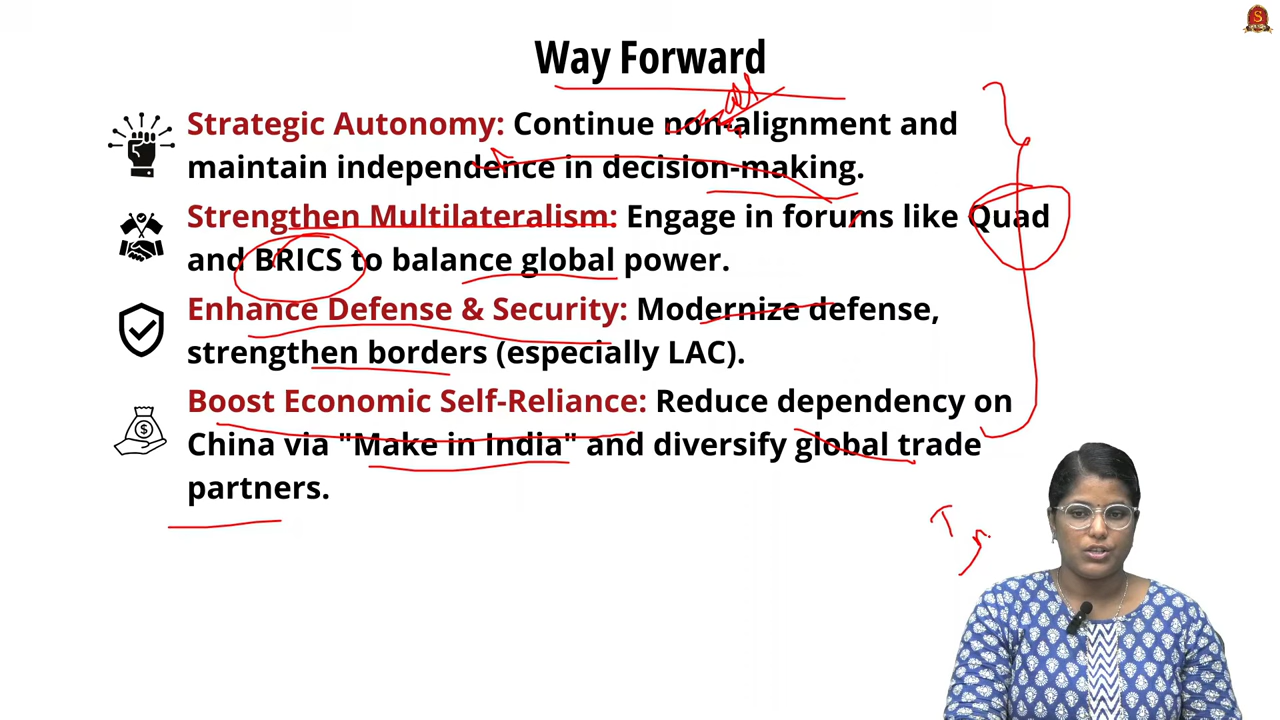 Way Forward
Strategic Autonomy: Continue non-alignment and
maintain independence in decision-making.
Strengthen Multilateralism: Engage in forums like Quad
and BRICS to balance global power.
Enhance Defense & Security: Modernize defense,
strengthen borders (especially LAC).
Boost Economic Self-Reliance: Reduce dependency on
China via "Make in India" and diversify global trade
partners.